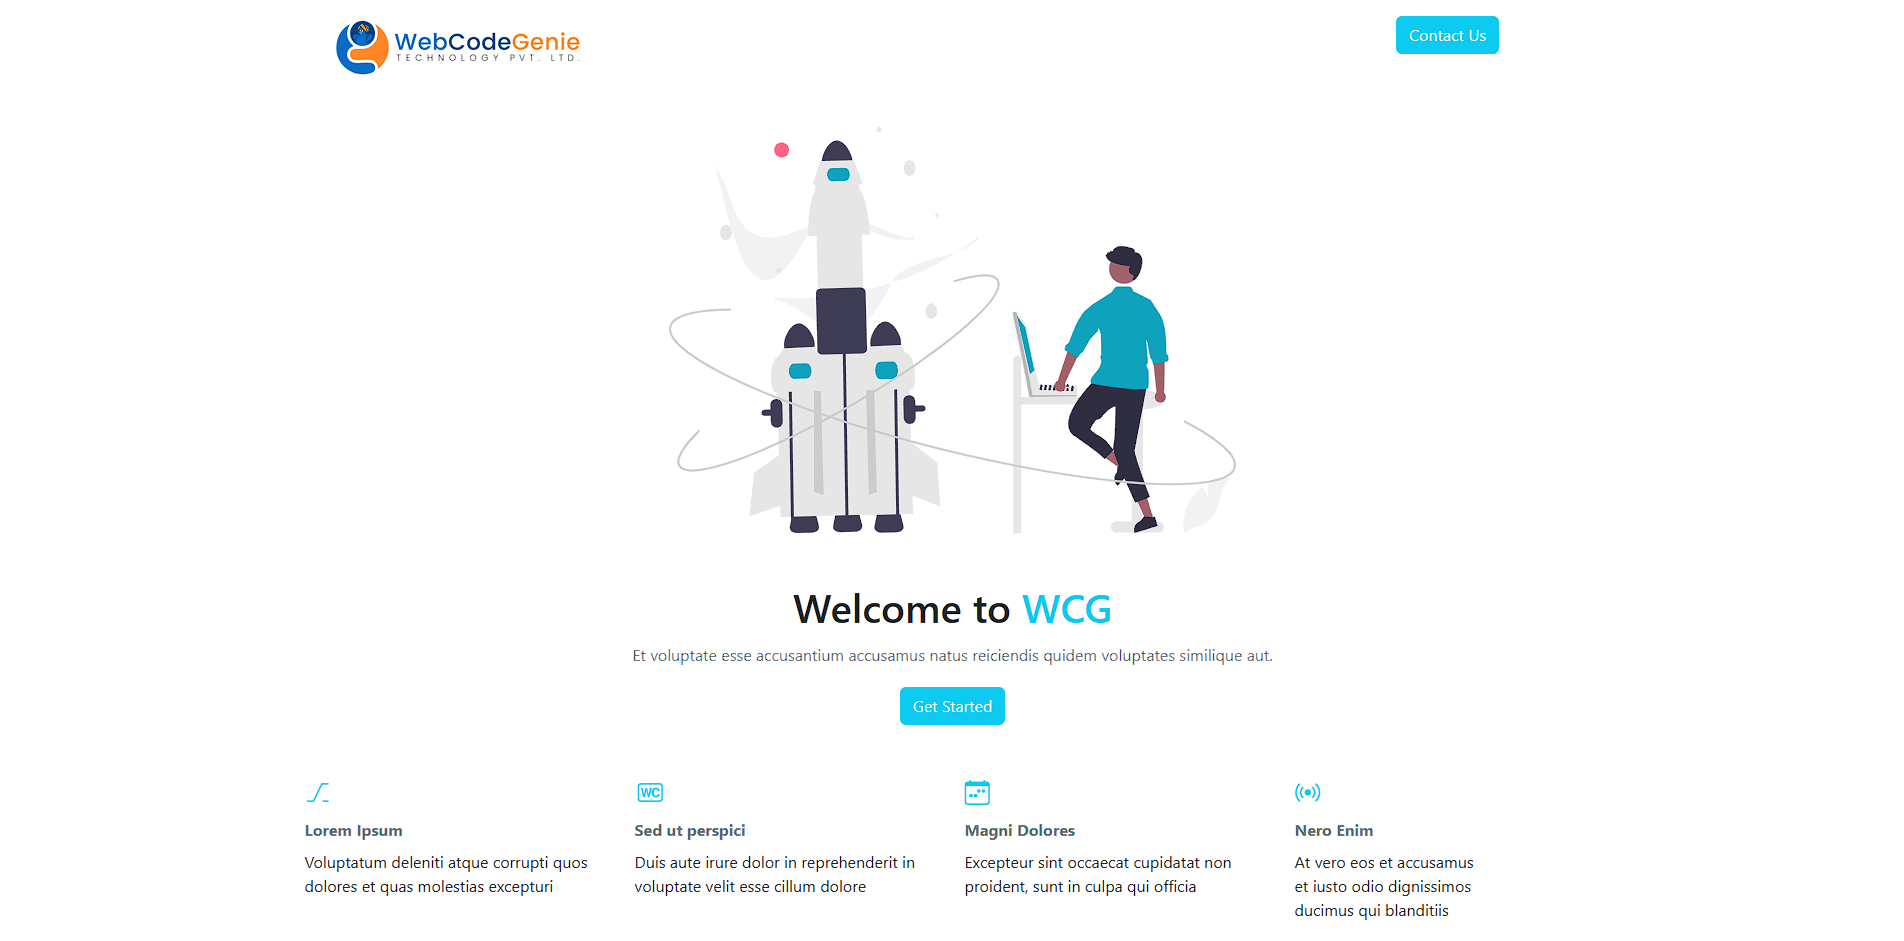 WebCodeGenie
TECHNOLOGY PVT. LTD.
Contact Us
Welcome to WCG
Et voluptate esse accusantium accusamus natus reiciendis quidem voluptates similique aut.
Get Started
WC
Lorem Ipsum
Voluptatum deleniti atque corrupti quos
dolores et quas molestias excepturi
Sed ut perspici
Duis aute irure dolor in reprehenderit in
voluptate velit esse cillum dolore
Magni Dolores
Excepteur sint occaecat cupidatat non
proident, sunt in culpa qui officia
Nero Enim
At vero eos et accusamus
et iusto odio dignissimos
ducimus qui blanditiis